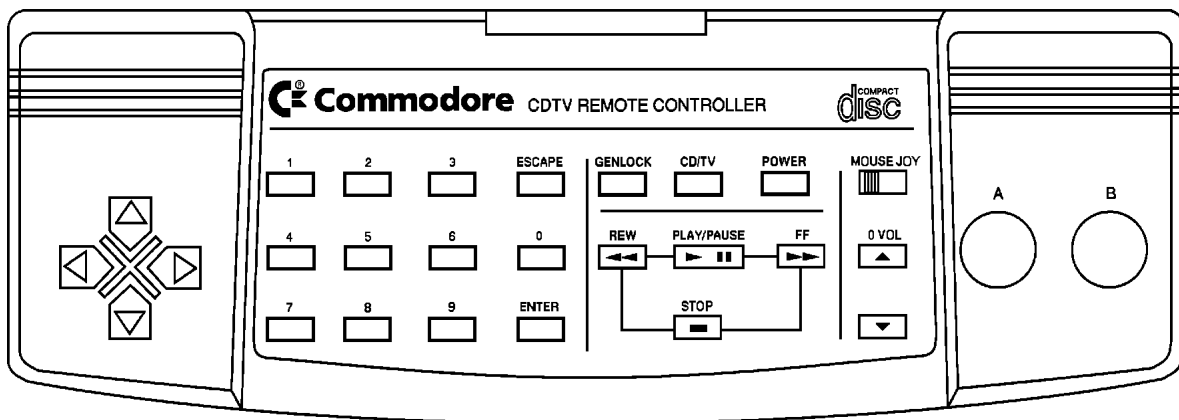 Commodore ® CDTV REMOTE CONTROLLER
COMPACT
disc
1 2 3 ESCAPE GENLOCK CD/TV POWER MOUSE JOY
A B
4 5 6 0 REW PLAY/PAUSE FF 0 VOL
7 8 9 ENTER STOP